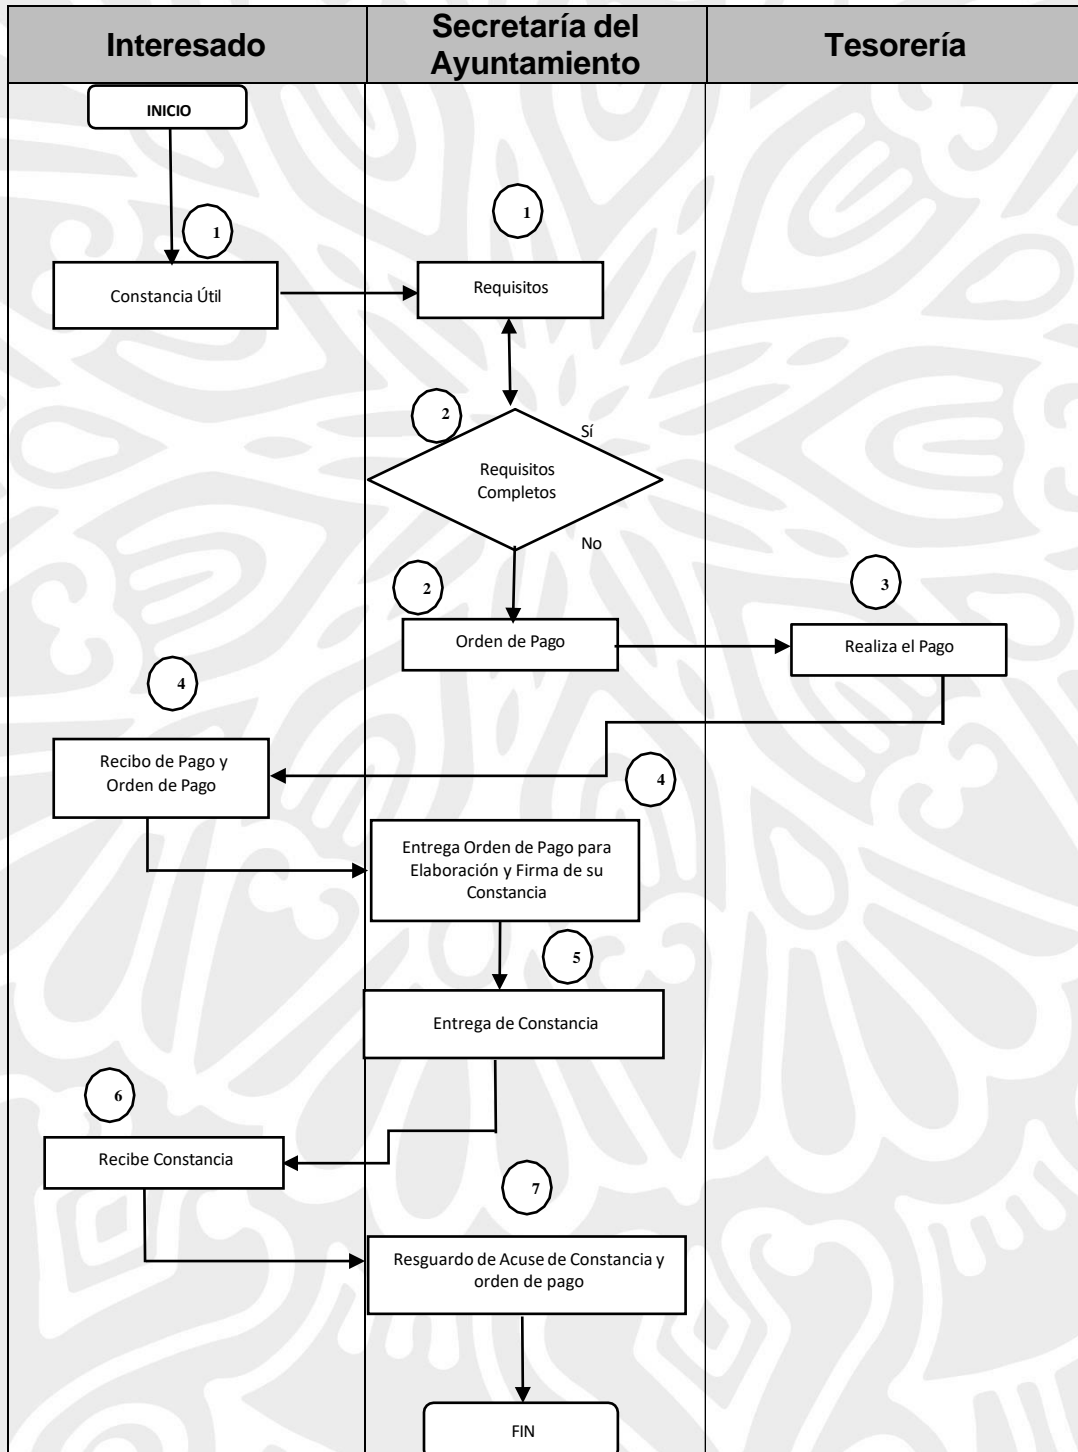 Interesado
Secretaría del
Ayuntamiento
Tesorería
INICIO
1
1
Constancia Útil
Requisitos
2
Sí
Requisitos
Completos
No
2
3
Orden de Pago
Realiza el Pago
4
Recibo de Pago y
Orden de Pago
4
Entrega Orden de Pago para
Elaboración y Firma de su
Constancia
5
Entrega de Constancia
6
Recibe Constancia
7
Resguardo de Acuse de Constancia y
orden de pago
FIN